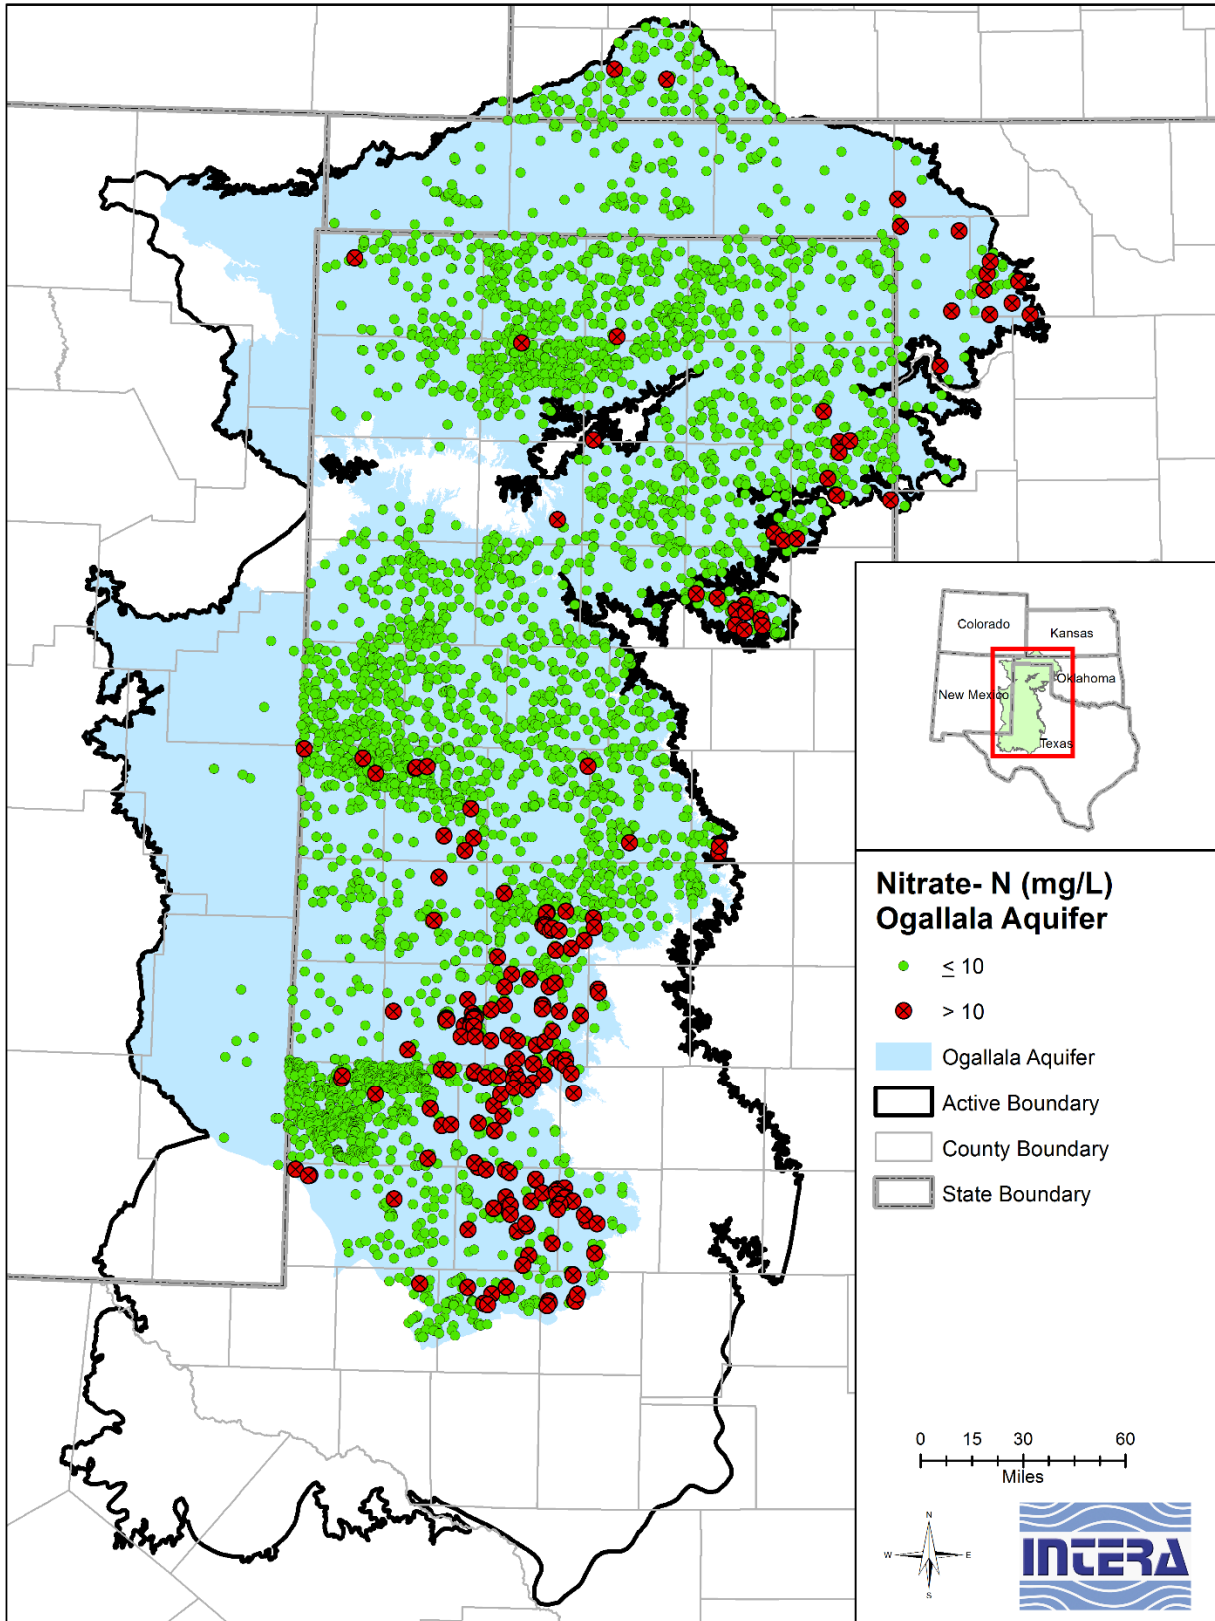 Colorado
Kansas
New Mexico
Oklahoma
Texas
Nitrate- N (mg/L)
Ogallala Aquifer
≤ 10
> 10
Ogallala Aquifer
Active Boundary
County Boundary
State Boundary
0 15 30 60
Miles
N
W E
S
INTERA